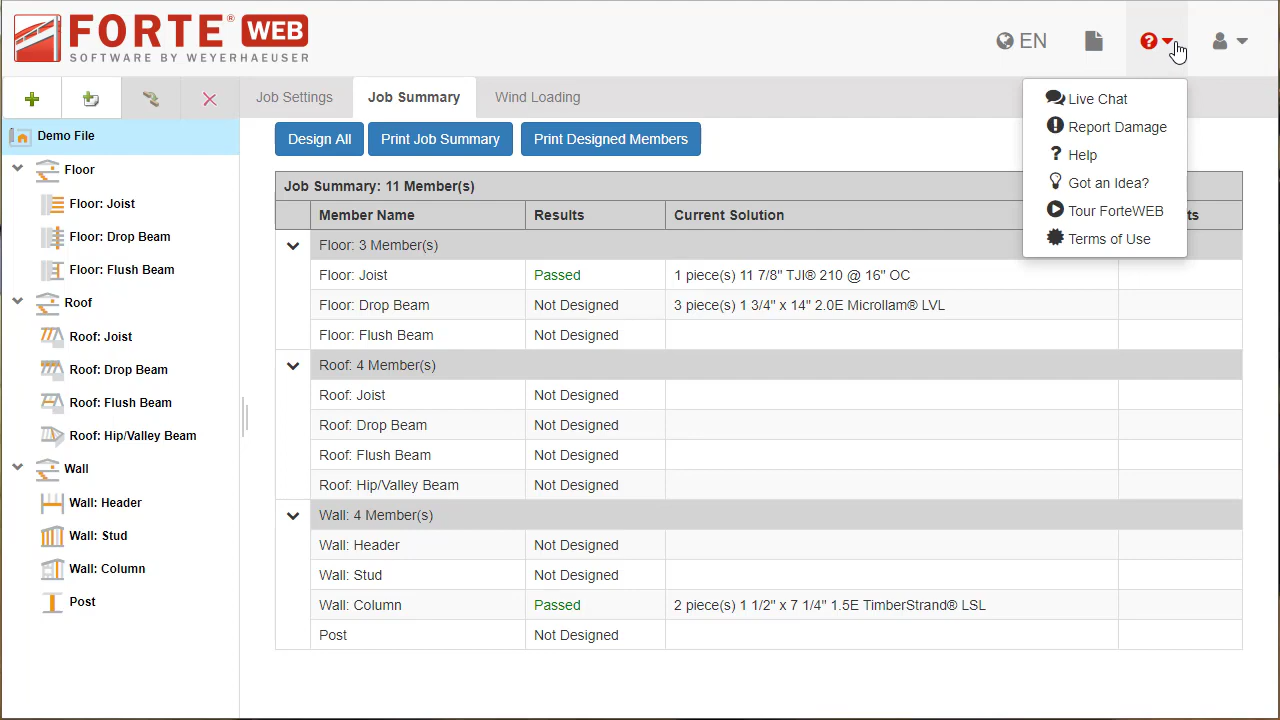 FORTE® WEB
SOFTWARE BY WEYERHAEUSER
EN
Live Chat
Report Damage
Help
Got an Idea?
Tour ForteWEB
Terms of Use
Job Settings
Job Summary
Wind Loading
Demo File
Floor
Floor: Joist
Floor: Drop Beam
Floor: Flush Beam
Roof
Roof: Joist
Roof: Drop Beam
Roof: Flush Beam
Roof: Hip/Valley Beam
Wall
Wall: Header
Wall: Stud
Wall: Column
Post
Design All
Print Job Summary
Print Designed Members
Job Summary: 11 Member(s)
Member Name Results Current Solution
Floor: 3 Member(s)
Floor: Joist Passed 1 piece(s) 11 7/8" TJI® 210 @ 16" OC
Floor: Drop Beam Not Designed 3 piece(s) 1 3/4" x 14" 2.0E Microllam® LVL
Floor: Flush Beam Not Designed
Roof: 4 Member(s)
Roof: Joist Not Designed
Roof: Drop Beam Not Designed
Roof: Flush Beam Not Designed
Roof: Hip/Valley Beam Not Designed
Wall: 4 Member(s)
Wall: Header Not Designed
Wall: Stud Not Designed
Wall: Column Passed 2 piece(s) 1 1/2" x 7 1/4" 1.5E TimberStrand® LSL
Post Not Designed